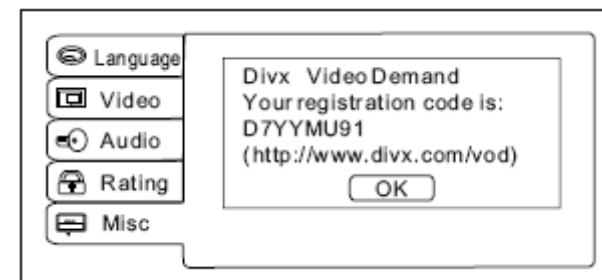 Language
Video
Audio
Rating
Misc
Divx Video Demand
Your registration code is:
D7YYMU91
(http://www.divx.com/vod)
OK